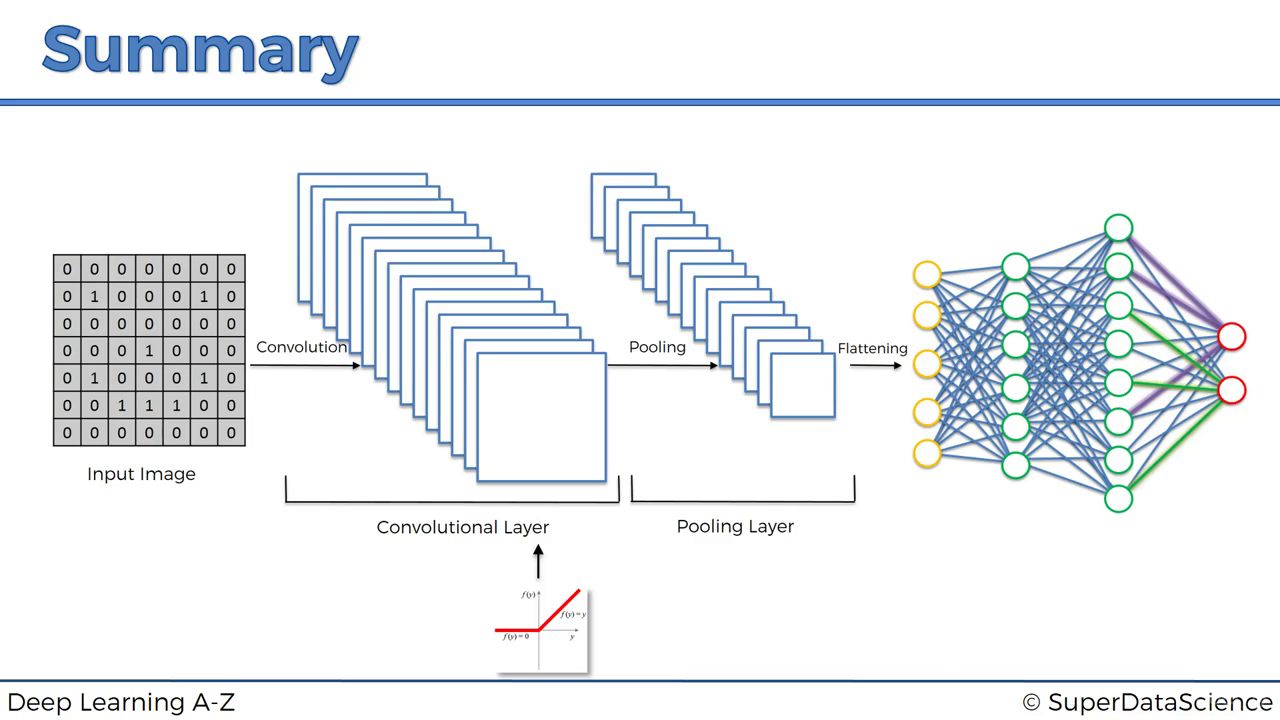 Summary
0 0 0 0 0 0 0
0 1 0 0 0 1 0
0 0 0 0 0 0 0
0 0 0 1 0 0 0
0 1 0 0 0 1 0
0 0 1 1 1 0 0
0 0 0 0 0 0 0
Input Image
Convolution
Pooling
Flattening
Convolutional Layer
Pooling Layer
f(y)
f(y) = y
f(y) = 0
y
Deep Learning A-Z
© SuperDataScience